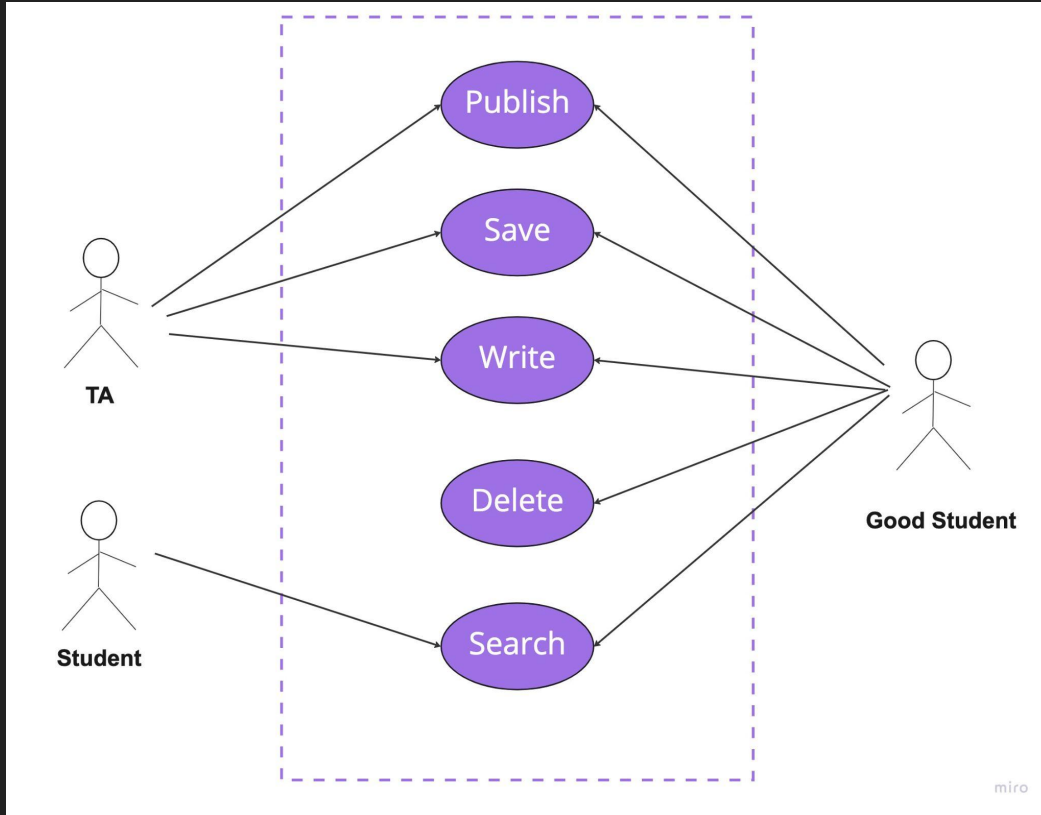 Publish
Save
Write
TA
Delete
Good Student
Search
Student
miro